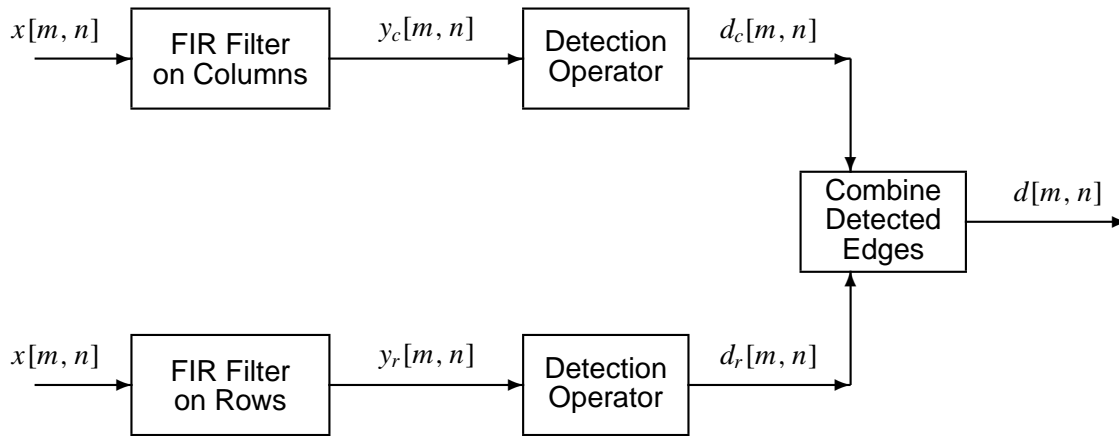 x[m, n]
FIR Filter
on Columns
y_c[m, n]
Detection
Operator
d_c[m, n]
Combine
Detected
Edges
d[m, n]
x[m, n]
FIR Filter
on Rows
y_r[m, n]
Detection
Operator
d_r[m, n]